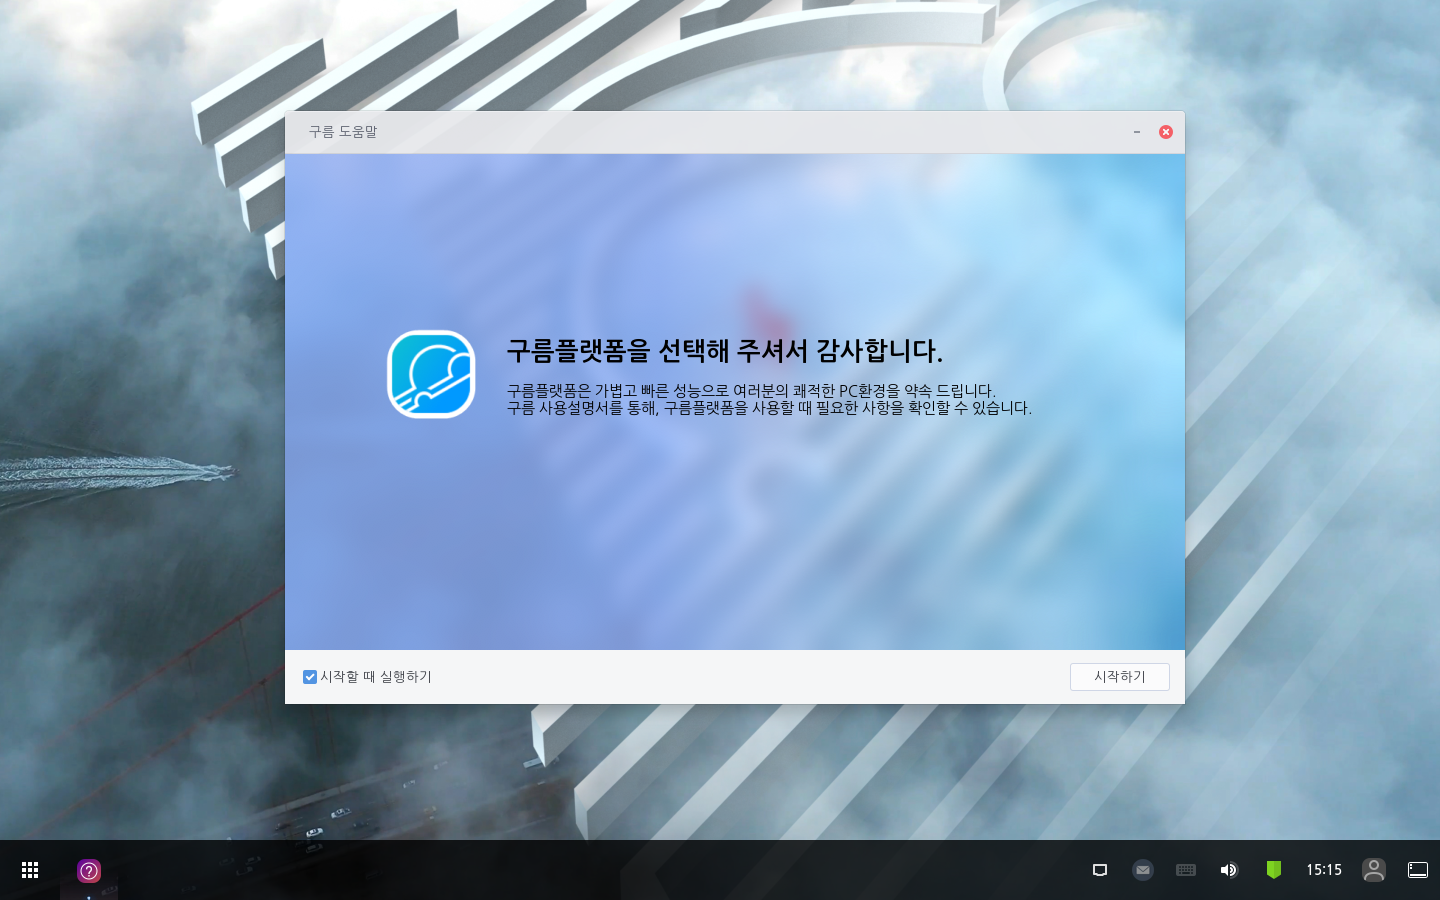 구름 도움말
구름플랫폼을 선택해 주셔서 감사합니다.
구름플랫폼은 가볍고 빠른 성능으로 여러분의 쾌적한 PC환경을 약속 드립니다.
구름 사용설명서를 통해, 구름플랫폼을 사용할 때 필요한 사항을 확인할 수 있습니다.
시작할 때 실행하기
시작하기
15:15